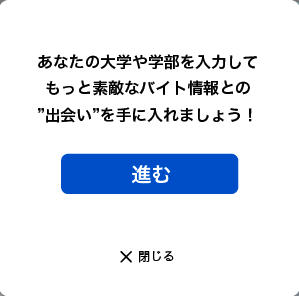 あなたの大学や学部を入力して
もっと素敵なバイト情報との
”出会い”を手に入れましょう！
進む
× 閉じる